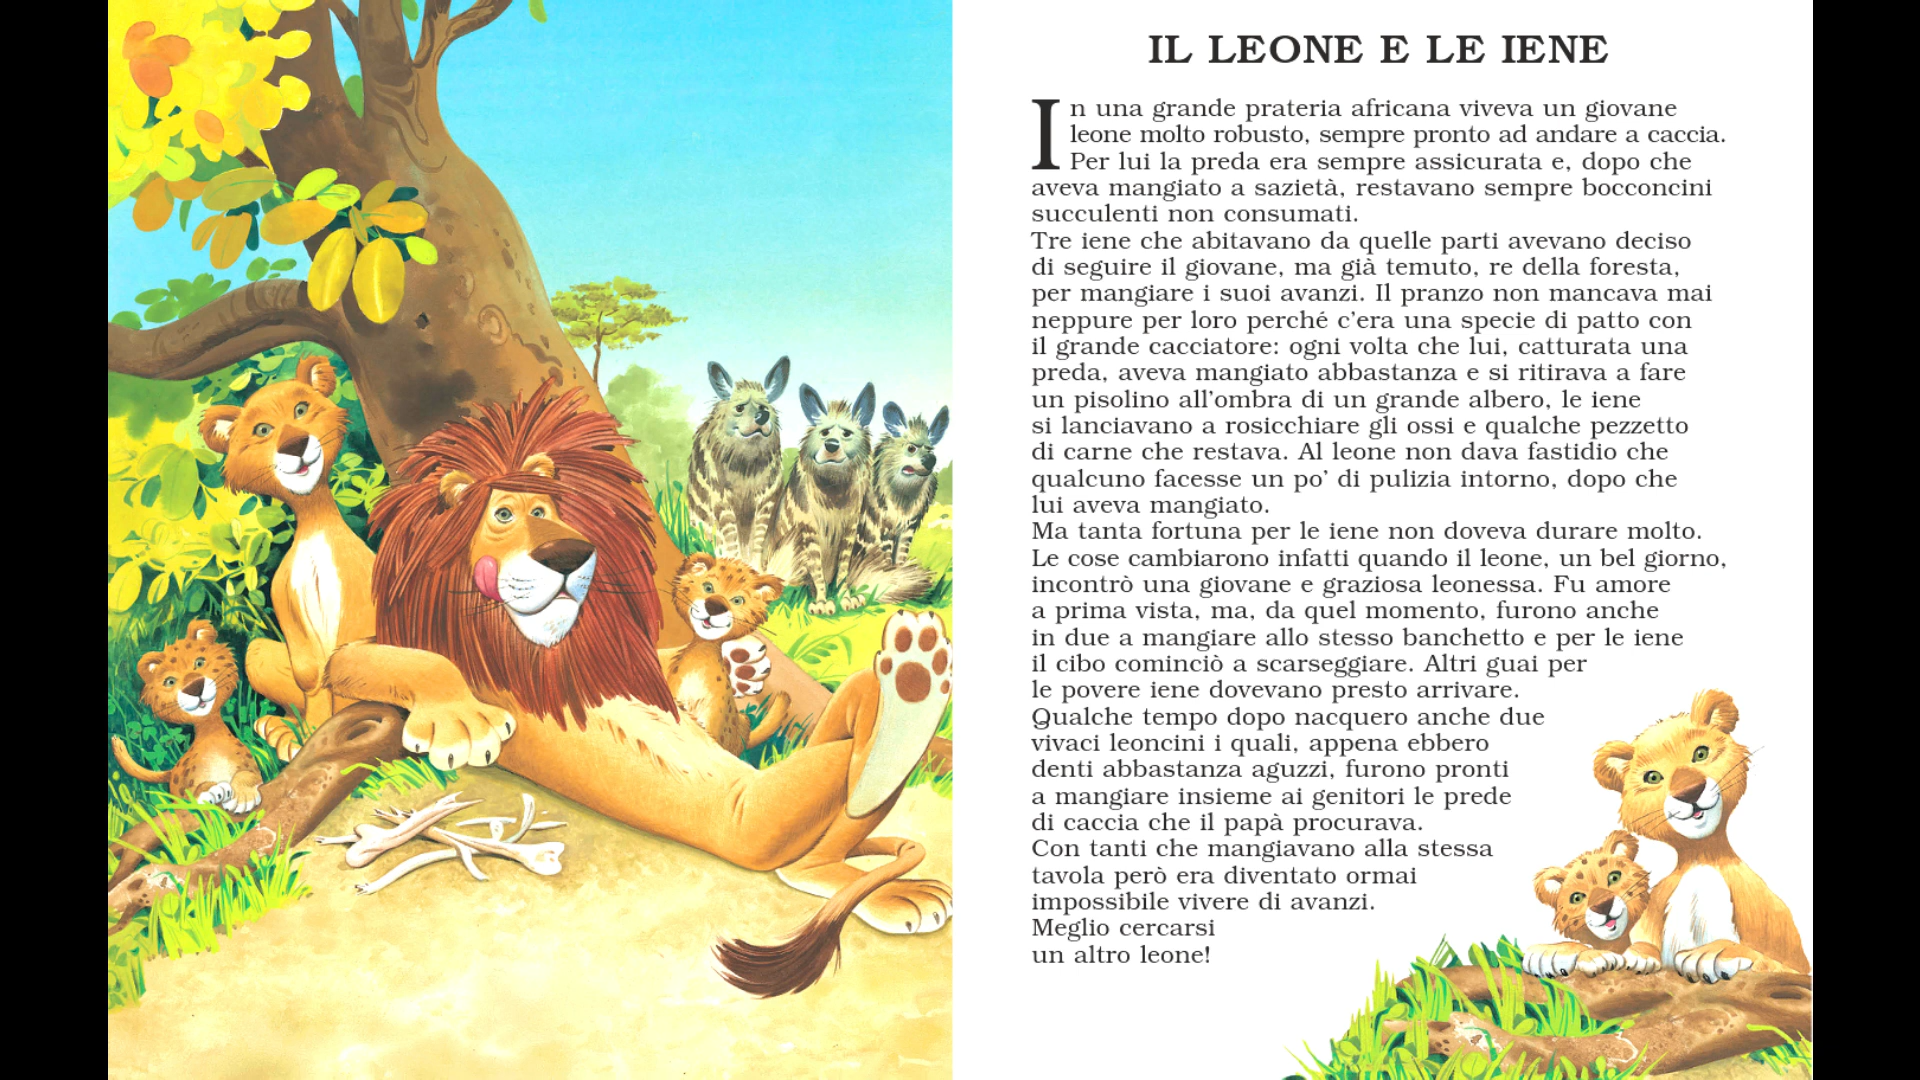 IL LEONE E LE IENE
In una grande prateria africana viveva un giovane
leone molto robusto, sempre pronto ad andare a caccia.
Per lui la preda era sempre assicurata e, dopo che
aveva mangiato a sazietà, restavano sempre bocconcini
succulenti non consumati.
Tre iene che abitavano da quelle parti avevano deciso
di seguire il giovane, ma già temuto, re della foresta,
per mangiare i suoi avanzi. Il pranzo non mancava mai
neppure per loro perché c’era una specie di patto con
il grande cacciatore: ogni volta che lui, catturata una
preda, aveva mangiato abbastanza e si ritirava a fare
un pisolino all’ombra di un grande albero, le iene
si lanciavano a rosicchiare gli ossi e qualche pezzetto
di carne che restava. Al leone non dava fastidio che
qualcuno facesse un po’ di pulizia intorno, dopo che
lui aveva mangiato.
Ma tanta fortuna per le iene non doveva durare molto.
Le cose cambiarono infatti quando il leone, un bel giorno,
incontrò una giovane e graziosa leonessa. Fu amore
a prima vista, ma, da quel momento, furono anche
in due a mangiare allo stesso banchetto e per le iene
il cibo cominciò a scarseggiare. Altri guai per
le povere iene dovevano presto arrivare.
Qualche tempo dopo nacquero anche due
vivaci leoncini i quali, appena ebbero
denti abbastanza aguzzi, furono pronti
a mangiare insieme ai genitori le prede
di caccia che il papà procurava.
Con tanti che mangiavano alla stessa
tavola però era diventato ormai
impossibile vivere di avanzi.
Meglio cercarsi
un altro leone!